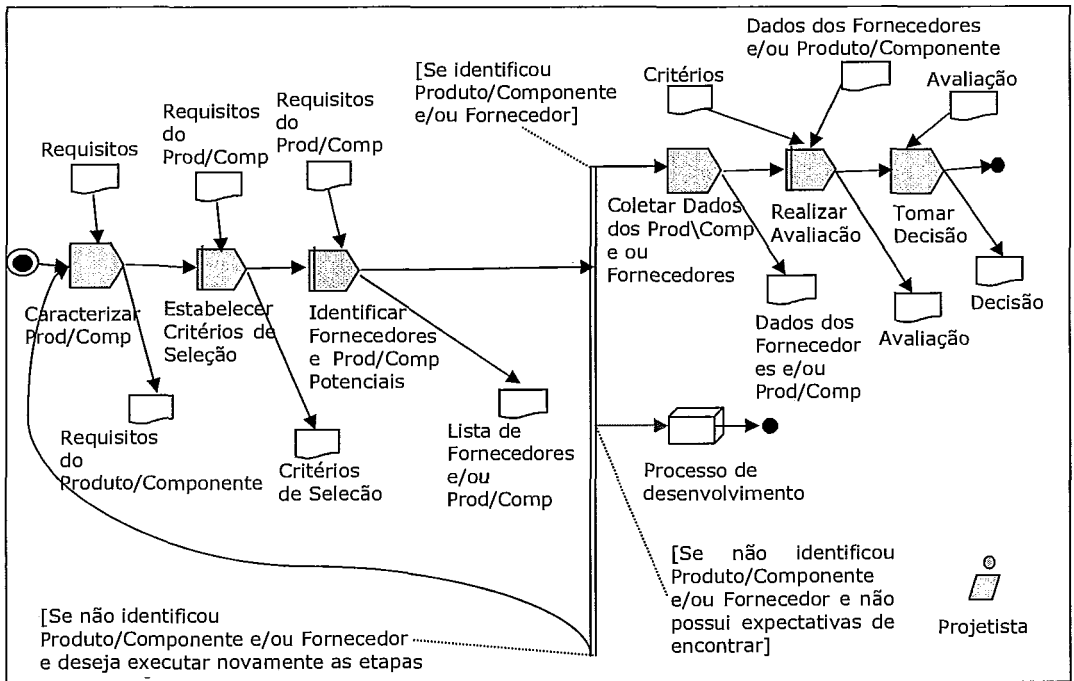 Requisitos
Requisitos
do
Prod/Comp
Requisitos
do
Prod/Comp
[Se identificou
Produto/Componente
e/ou Fornecedor]
Critérios
Dados dos Fornecedores
e/ou Produto/Componente
Avaliação
Caracterizar
Prod/Comp
Estabelecer
Critérios de
Seleção
Identificar
Fornecedores
e Prod/Comp
Potenciais
Coletar Dados
dos Prod\Comp
e ou
Fornecedores
Realizar
Avaliacão
Tomar
Decisão
Requisitos
do
Produto/Componente
Critérios
de Selecão
Lista de
Fornecedores
e/ou
Prod/Comp
Dados dos
Fornecedor
es e/ou
Prod/Comp
Avaliação
Decisão
Processo de
desenvolvimento
[Se não identificou
Produto/Componente
e/ou Fornecedor e não
possui expectativas de
encontrar]
Projetista
[Se não identificou
Produto/Componente e/ou Fornecedor
e deseja executar novamente as etapas